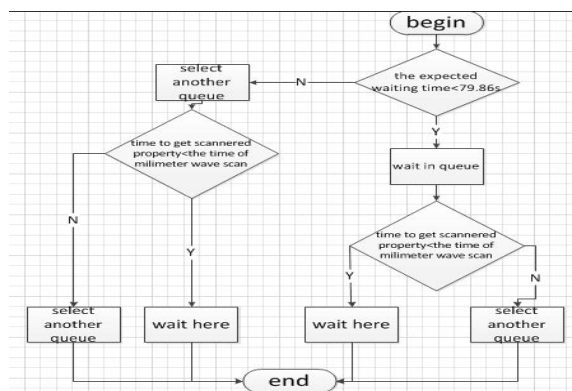 begin
the expected
waiting time<79.86s
N
select
another
queue
Y
time to get scannered
property<the time of
milimeter wave scan
wait in queue
time to get scannered
property<the time of
milimeter wave scan
N
Y
Y
N
select
another
queue
wait here
wait here
select
another
queue
end